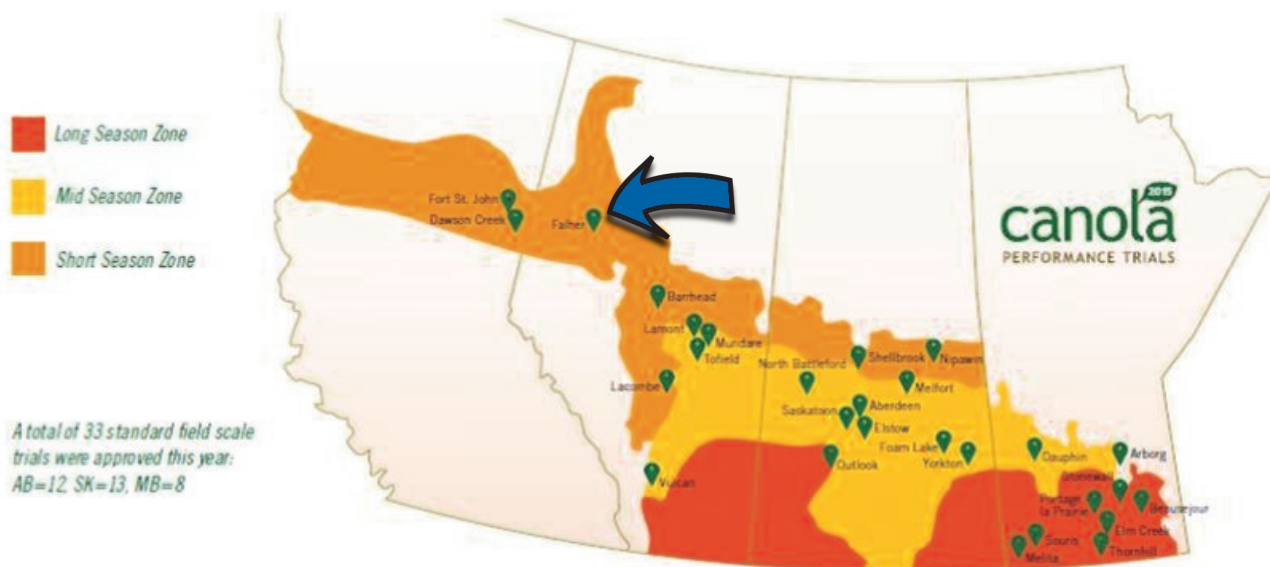 Long Season Zone
Mid Season Zone
Short Season Zone
A total of 33 standard field scale
trials were approved this year:
AB=12, SK=13, MB=8
2015
canola
PERFORMANCE TRIALS
Fort St. John
Dawson Creek
Falher
Barrhead
Lamont
Mundare
Tofield
Lacombe
Vulcan
North Battleford
Shellbrook
Nipawin
Melfort
Saskatoon
Aberdeen
Elstow
Foam Lake
Yorkton
Outlook
Dauphin
Arborg
Stonewall
Portage
la Prairie
Beausejour
Elm Creek
Souris
Melita
Thornhill